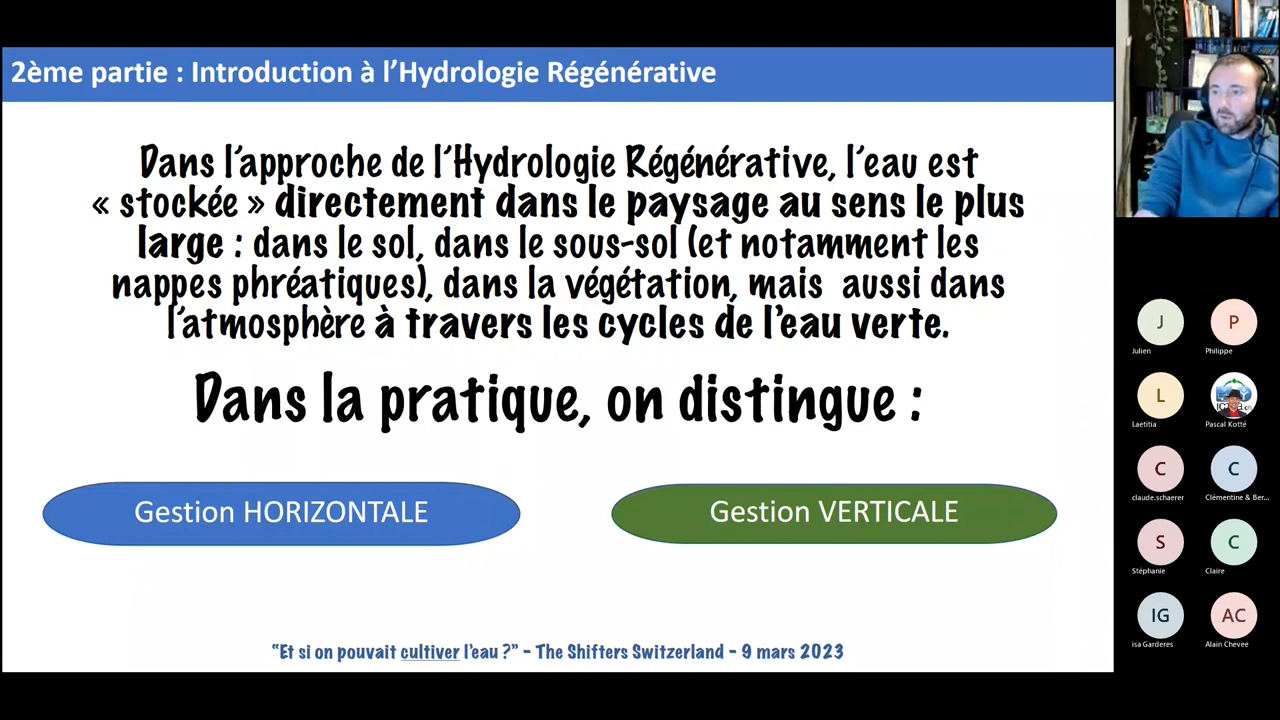 2ème partie : Introduction à l’Hydrologie Régénérative
Dans l’approche de l’Hydrologie Régénérative, l’eau est
« stockée » directement dans le paysage au sens le plus
large : dans le sol, dans le sous-sol (et notamment les
nappes phréatiques), dans la végétation, mais aussi dans
l’atmosphère à travers les cycles de l’eau verte.
Dans la pratique, on distingue :
Gestion HORIZONTALE
Gestion VERTICALE
“Et si on pouvait cultiver l’eau ?” – The Shifters Switzerland – 9 mars 2023
J
Julien
P
Philippe
L
Laetitia
Pascal Kotté
C
claude.schaerer
C
Clémentine & Ber...
S
Stéphanie
C
Claire
IG
isa Garderes
AC
Alain Chevee